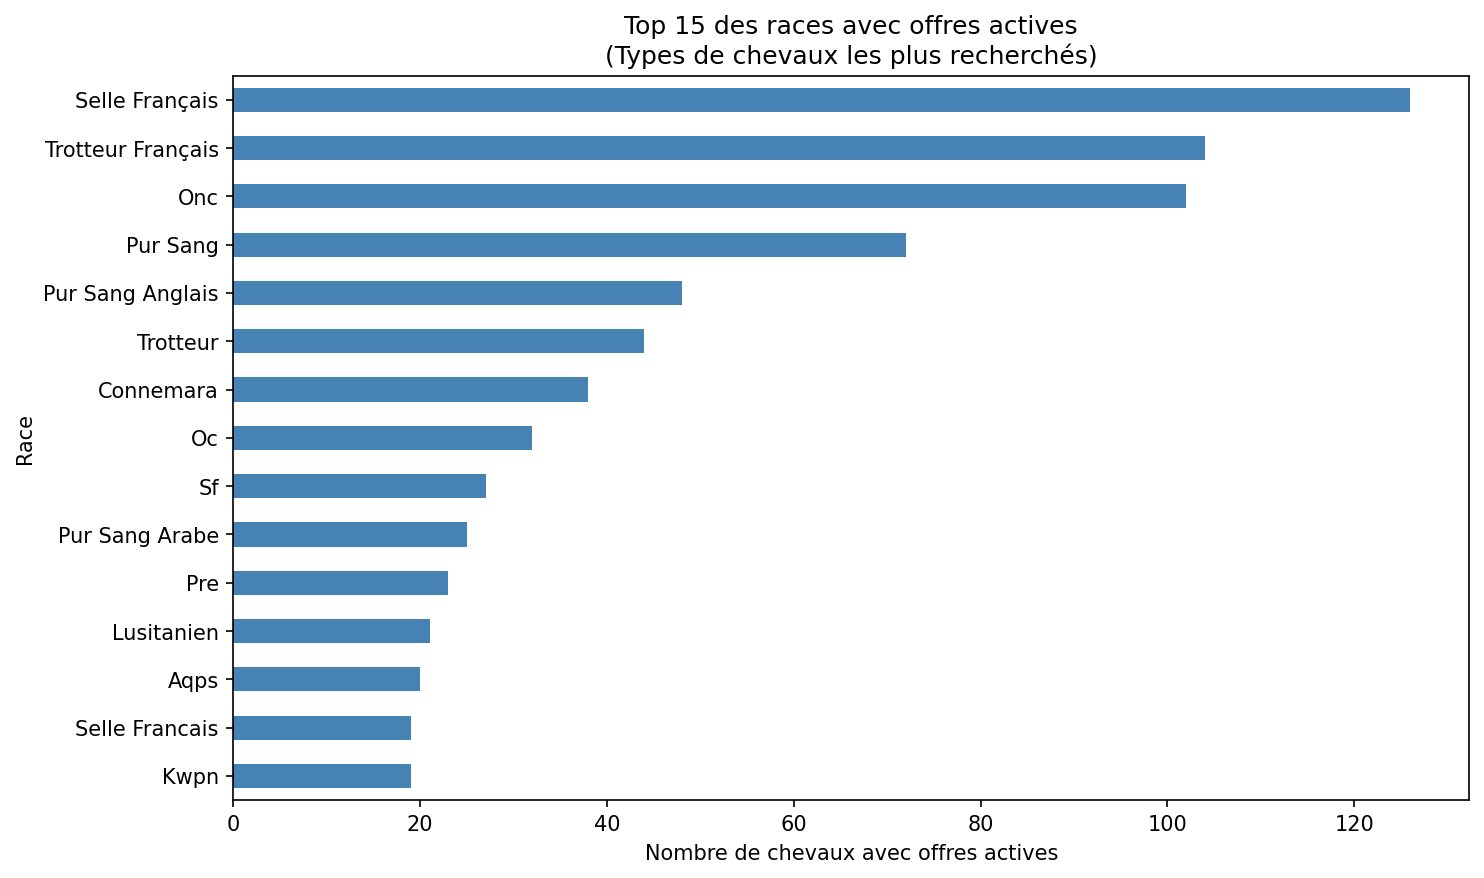 Top 15 des races avec offres actives
(Types de chevaux les plus recherchés)
Selle Français
Trotteur Français
Onc
Pur Sang
Pur Sang Anglais
Trotteur
Connemara
Oc
Sf
Pur Sang Arabe
Pre
Lusitanien
Aqps
Selle Francais
Kwpn
Race
0 20 40 60 80 100 120
Nombre de chevaux avec offres actives